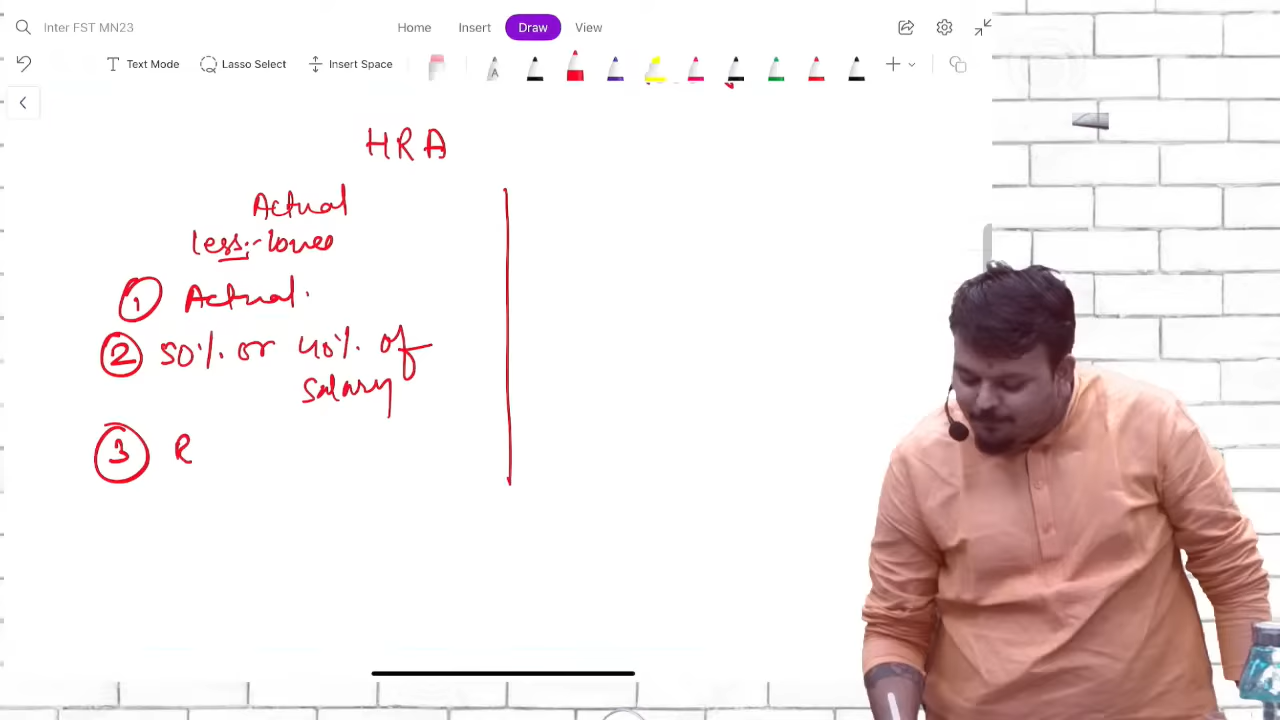 Inter FST MN23
Home Insert Draw View
Text Mode Lasso Select Insert Space
HRA
Actual
less:- lower
① Actual.
② 50% or 40% of
salary
③ R